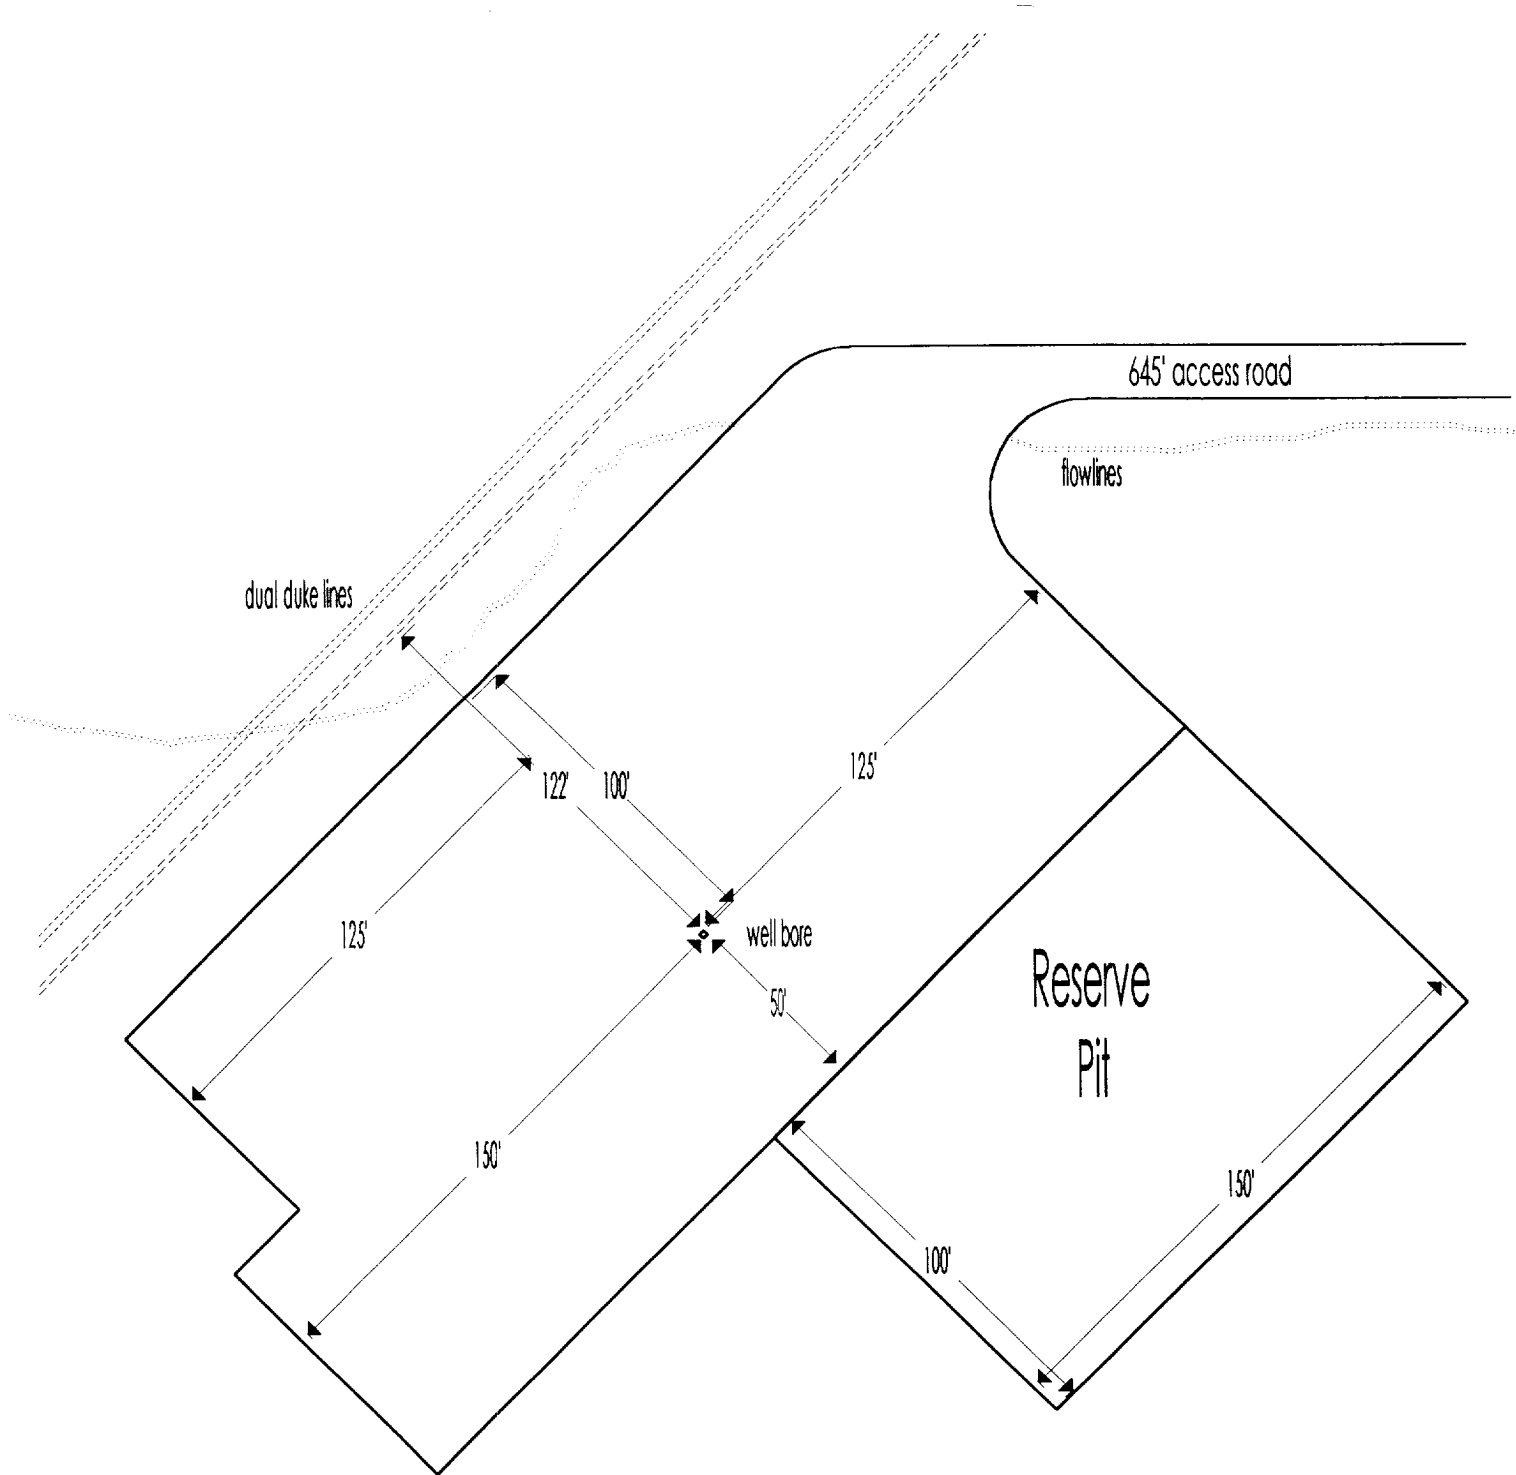 645' access road
flowlines
dual duke lines
125'
122'
100'
125'
well bore
50'
Reserve
Pit
150'
150'
100'